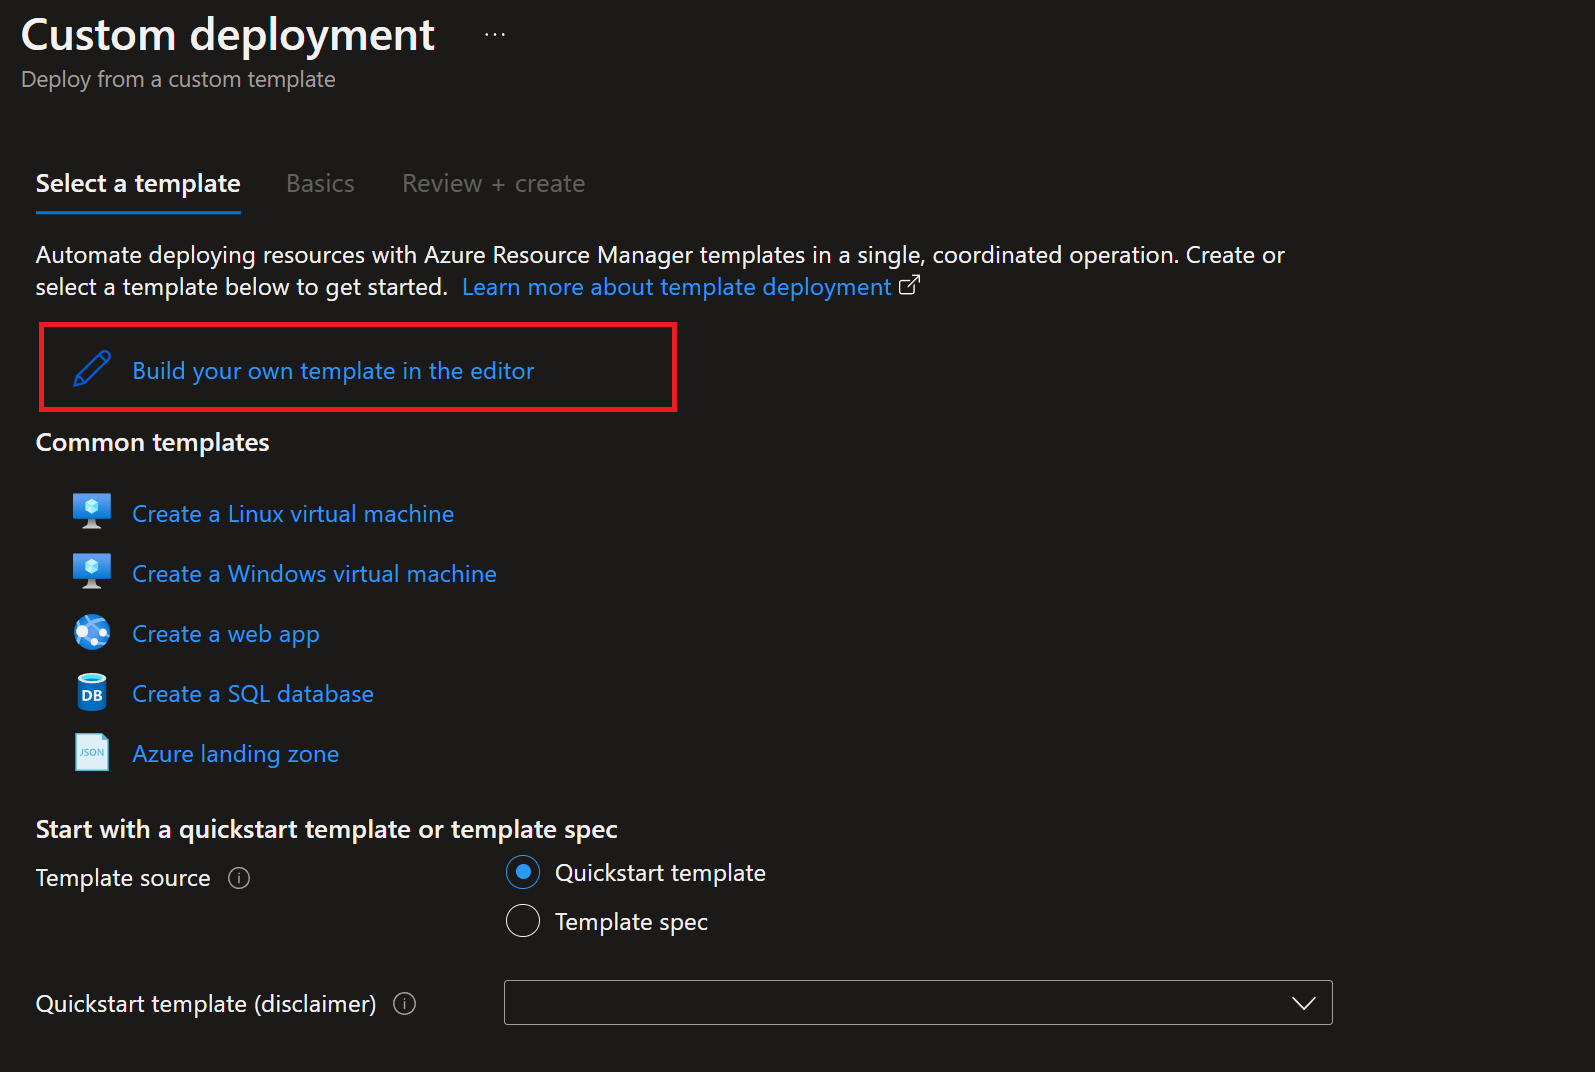 Custom deployment ...
Deploy from a custom template
Select a template Basics Review + create
Automate deploying resources with Azure Resource Manager templates in a single, coordinated operation. Create or
select a template below to get started. Learn more about template deployment
Build your own template in the editor
Common templates
Create a Linux virtual machine
Create a Windows virtual machine
Create a web app
DB Create a SQL database
JSON Azure landing zone
Start with a quickstart template or template spec
Template source i Quickstart template
Template spec
Quickstart template (disclaimer) i